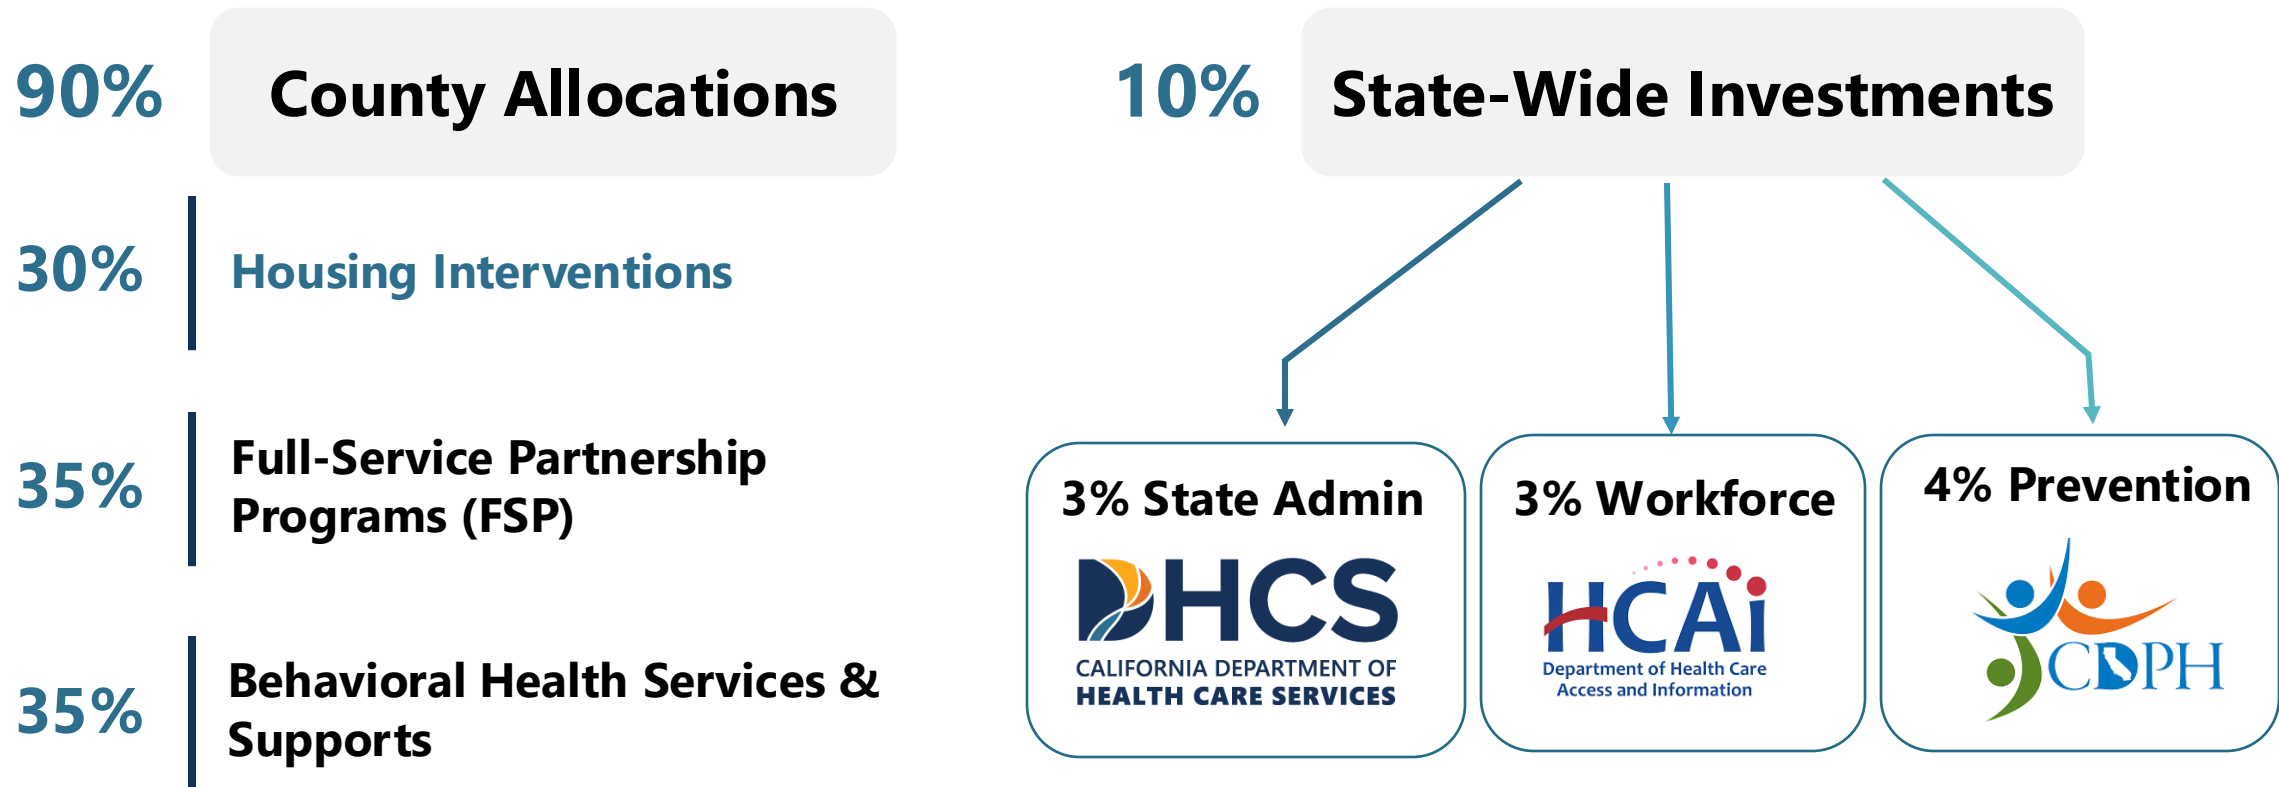 90%
County Allocations
30%
Housing Interventions
35%
Full-Service Partnership
Programs (FSP)
35%
Behavioral Health Services &
Supports
10%
State-Wide Investments
3% State Admin
DHCS
CALIFORNIA DEPARTMENT OF
HEALTH CARE SERVICES
3% Workforce
HCAi
Department of Health Care
Access and Information
4% Prevention
CDPH